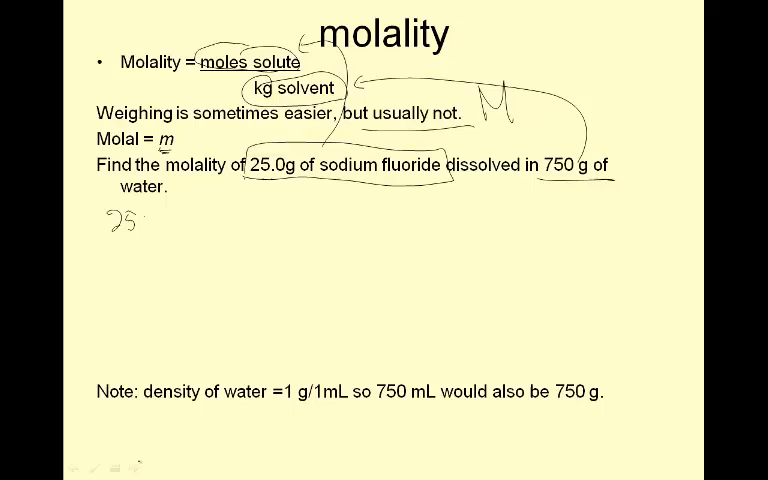 molality
• Molality = moles solute
kg solvent
M
Weighing is sometimes easier, but usually not.
Molal = m
Find the molality of 25.0g of sodium fluoride dissolved in 750 g of
water.
25.
Note: density of water =1 g/1mL so 750 mL would also be 750 g.